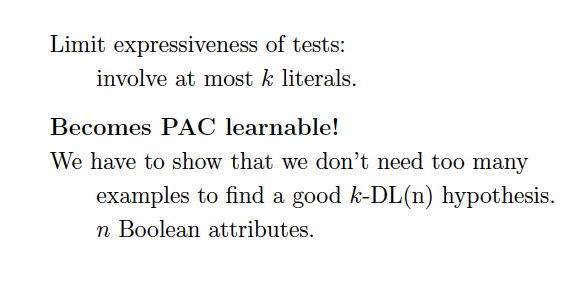 Limit expressiveness of tests:
involve at most k literals.
Becomes PAC learnable!
We have to show that we don't need too many
examples to find a good k-DL(n) hypothesis.
n Boolean attributes.